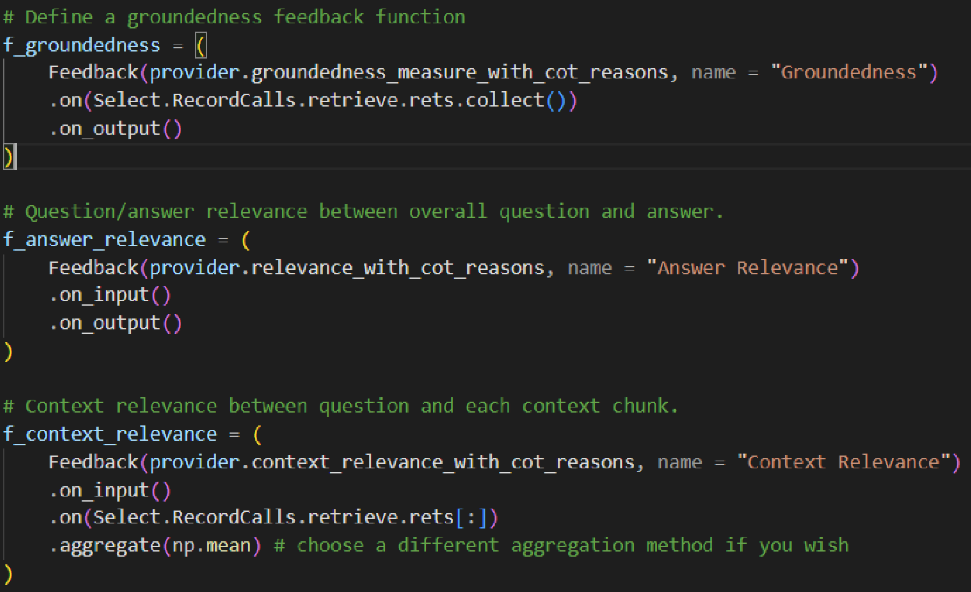 # Define a groundedness feedback function
f_groundedness = (
    Feedback(provider.groundedness_measure_with_cot_reasons, name = "Groundedness")
    .on(Select.RecordCalls.retrieve.rets.collect())
    .on_output()
)
# Question/answer relevance between overall question and answer.
f_answer_relevance = (
    Feedback(provider.relevance_with_cot_reasons, name = "Answer Relevance")
    .on_input()
    .on_output()
)
# Context relevance between question and each context chunk.
f_context_relevance = (
    Feedback(provider.context_relevance_with_cot_reasons, name = "Context Relevance")
    .on_input()
    .on(Select.RecordCalls.retrieve.rets[:])
    .aggregate(np.mean) # choose a different aggregation method if you wish
)